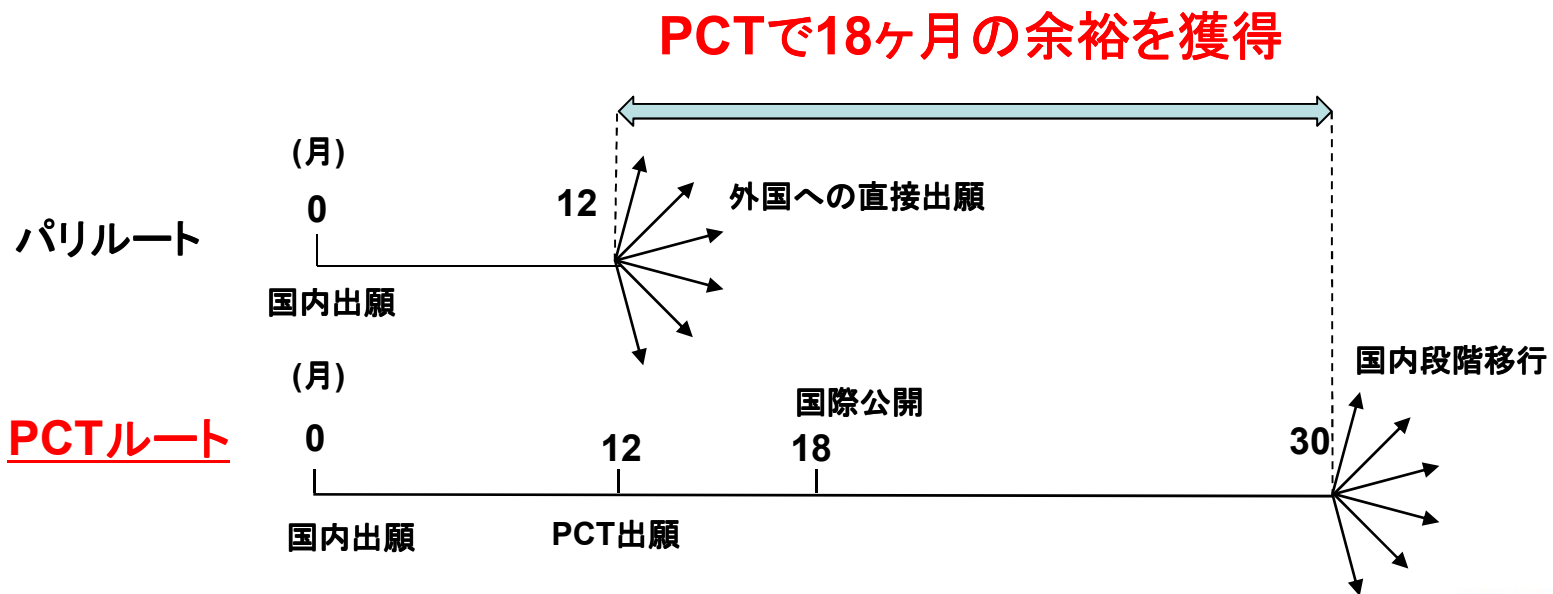 PCTで18ヶ月の余裕を獲得
(月)
0
12
外国への直接出願
パリルート
国内出願
(月)
国際公開
国内段階移行
PCTルート
0
12
18
30
国内出願
PCT出願